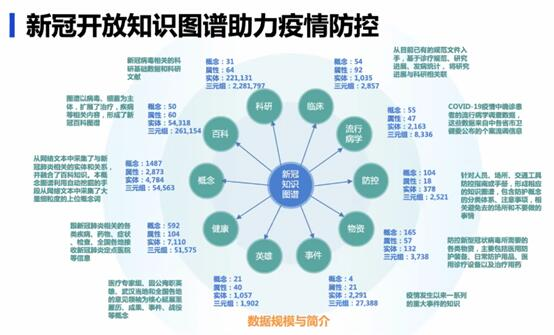 新冠开放知识图谱助力疫情防控
新冠病毒相关的科
研基础数据和科研
文献
概念：31
属性：64
实体：221,131
三元组：2,281,797
科研
临床
概念：54
属性：92
实体：1,035
三元组：2,857
从目前已有的规范文件入
手，基于诊疗规范、研究
进展、发病统计，将研究
进展与科研相关联
图谱以病毒、细菌为主
体，扩展了治疗，疾病
等相关内容，形成了新
冠百科图谱
概念：50
属性：60
实体：54,318
三元组：261,154
百科
流行
病学
概念：55
属性：47
实体：2,163
三元组：8,336
COVID-19疫情中确诊患
者的流行病学调查数据，
这些数据来自中各省市卫
健委公布的个案流调信息
从网络文本中采集了与新
冠肺炎相关的实体和关系，
并融合了百科知识。本概
念图谱利用自动挖掘的手
段从网络文本中采集了大
量细粒度的上位概念词
概念：1487
属性：2,873
实体：4,784
三元组：54,563
概念
新冠
知识
图谱
防控
概念：104
属性：18
实体：378
三元组：2,521
针对人员、场所、交通工具
防控指南或手册，形成相应
的知识图谱，包含防护概念
的分类体系、注意事项，相
关避免去的场所和不要做的事
情
跟新冠肺炎相关的各
类疾病、药物、症状
、检查、全国各地接
收新冠肺炎定点医院
等信息
概念：592
属性：104
实体：7,110
三元组：51,575
健康
物资
概念：165
属性：57
实体：132
三元组：3,738
防控新型冠状病毒所需要的
各类物资，主要包括医用防
护装备、日常防护用品、医
用诊疗设备以及治疗用药
医疗专家组、因公殉职英
雄、武汉当地和全国各地
的意见领袖为核心延展至
履历、成果、事件、战役
等概念
概念：21
属性：40
实体：1,057
三元组：1,902
英雄
事件
概念：4
属性：21
实体：2,291
三元组：27,388
疫情发生以来一系列
的重大事件的知识
数据规模与简介